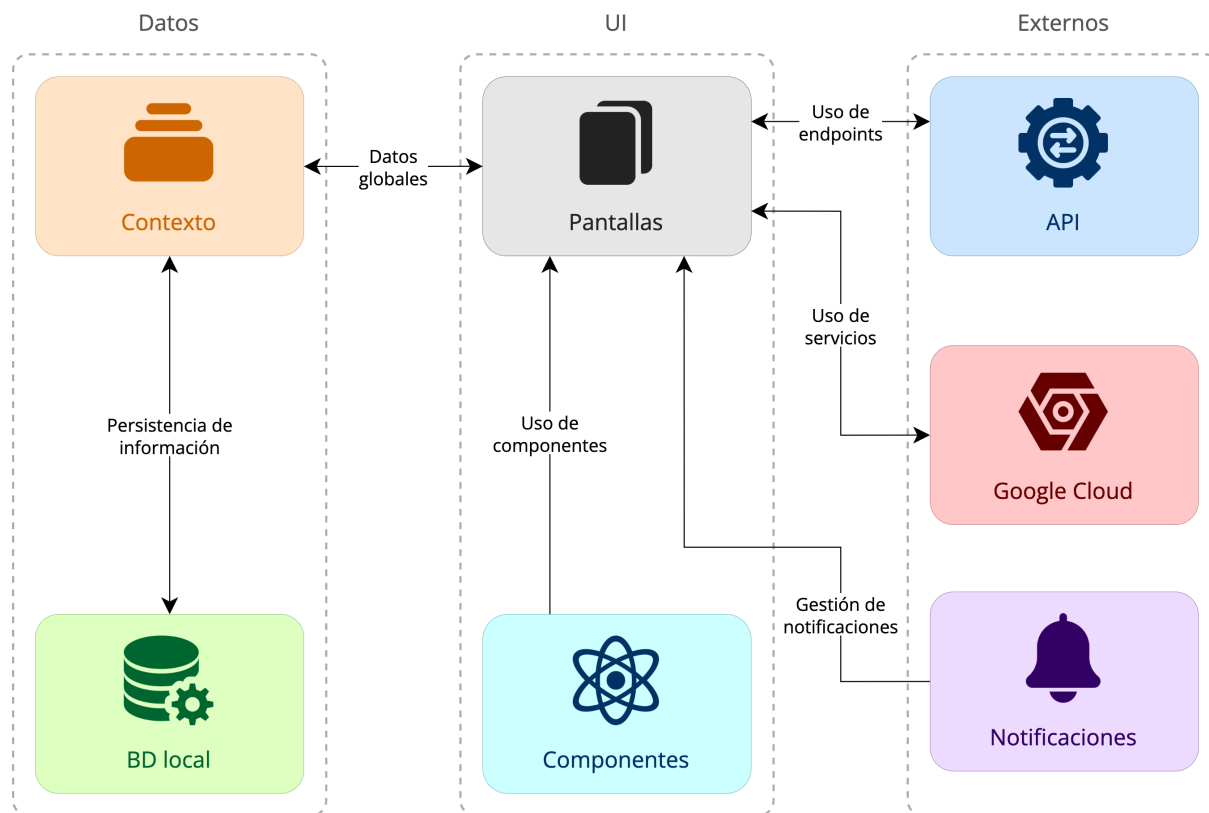 Datos
UI
Externos
Contexto
Datos
globales
Pantallas
Uso de
endpoints
API
Persistencia de
información
Uso de
componentes
Uso de
servicios
Google Cloud
Gestión de
notificaciones
BD local
Componentes
Notificaciones